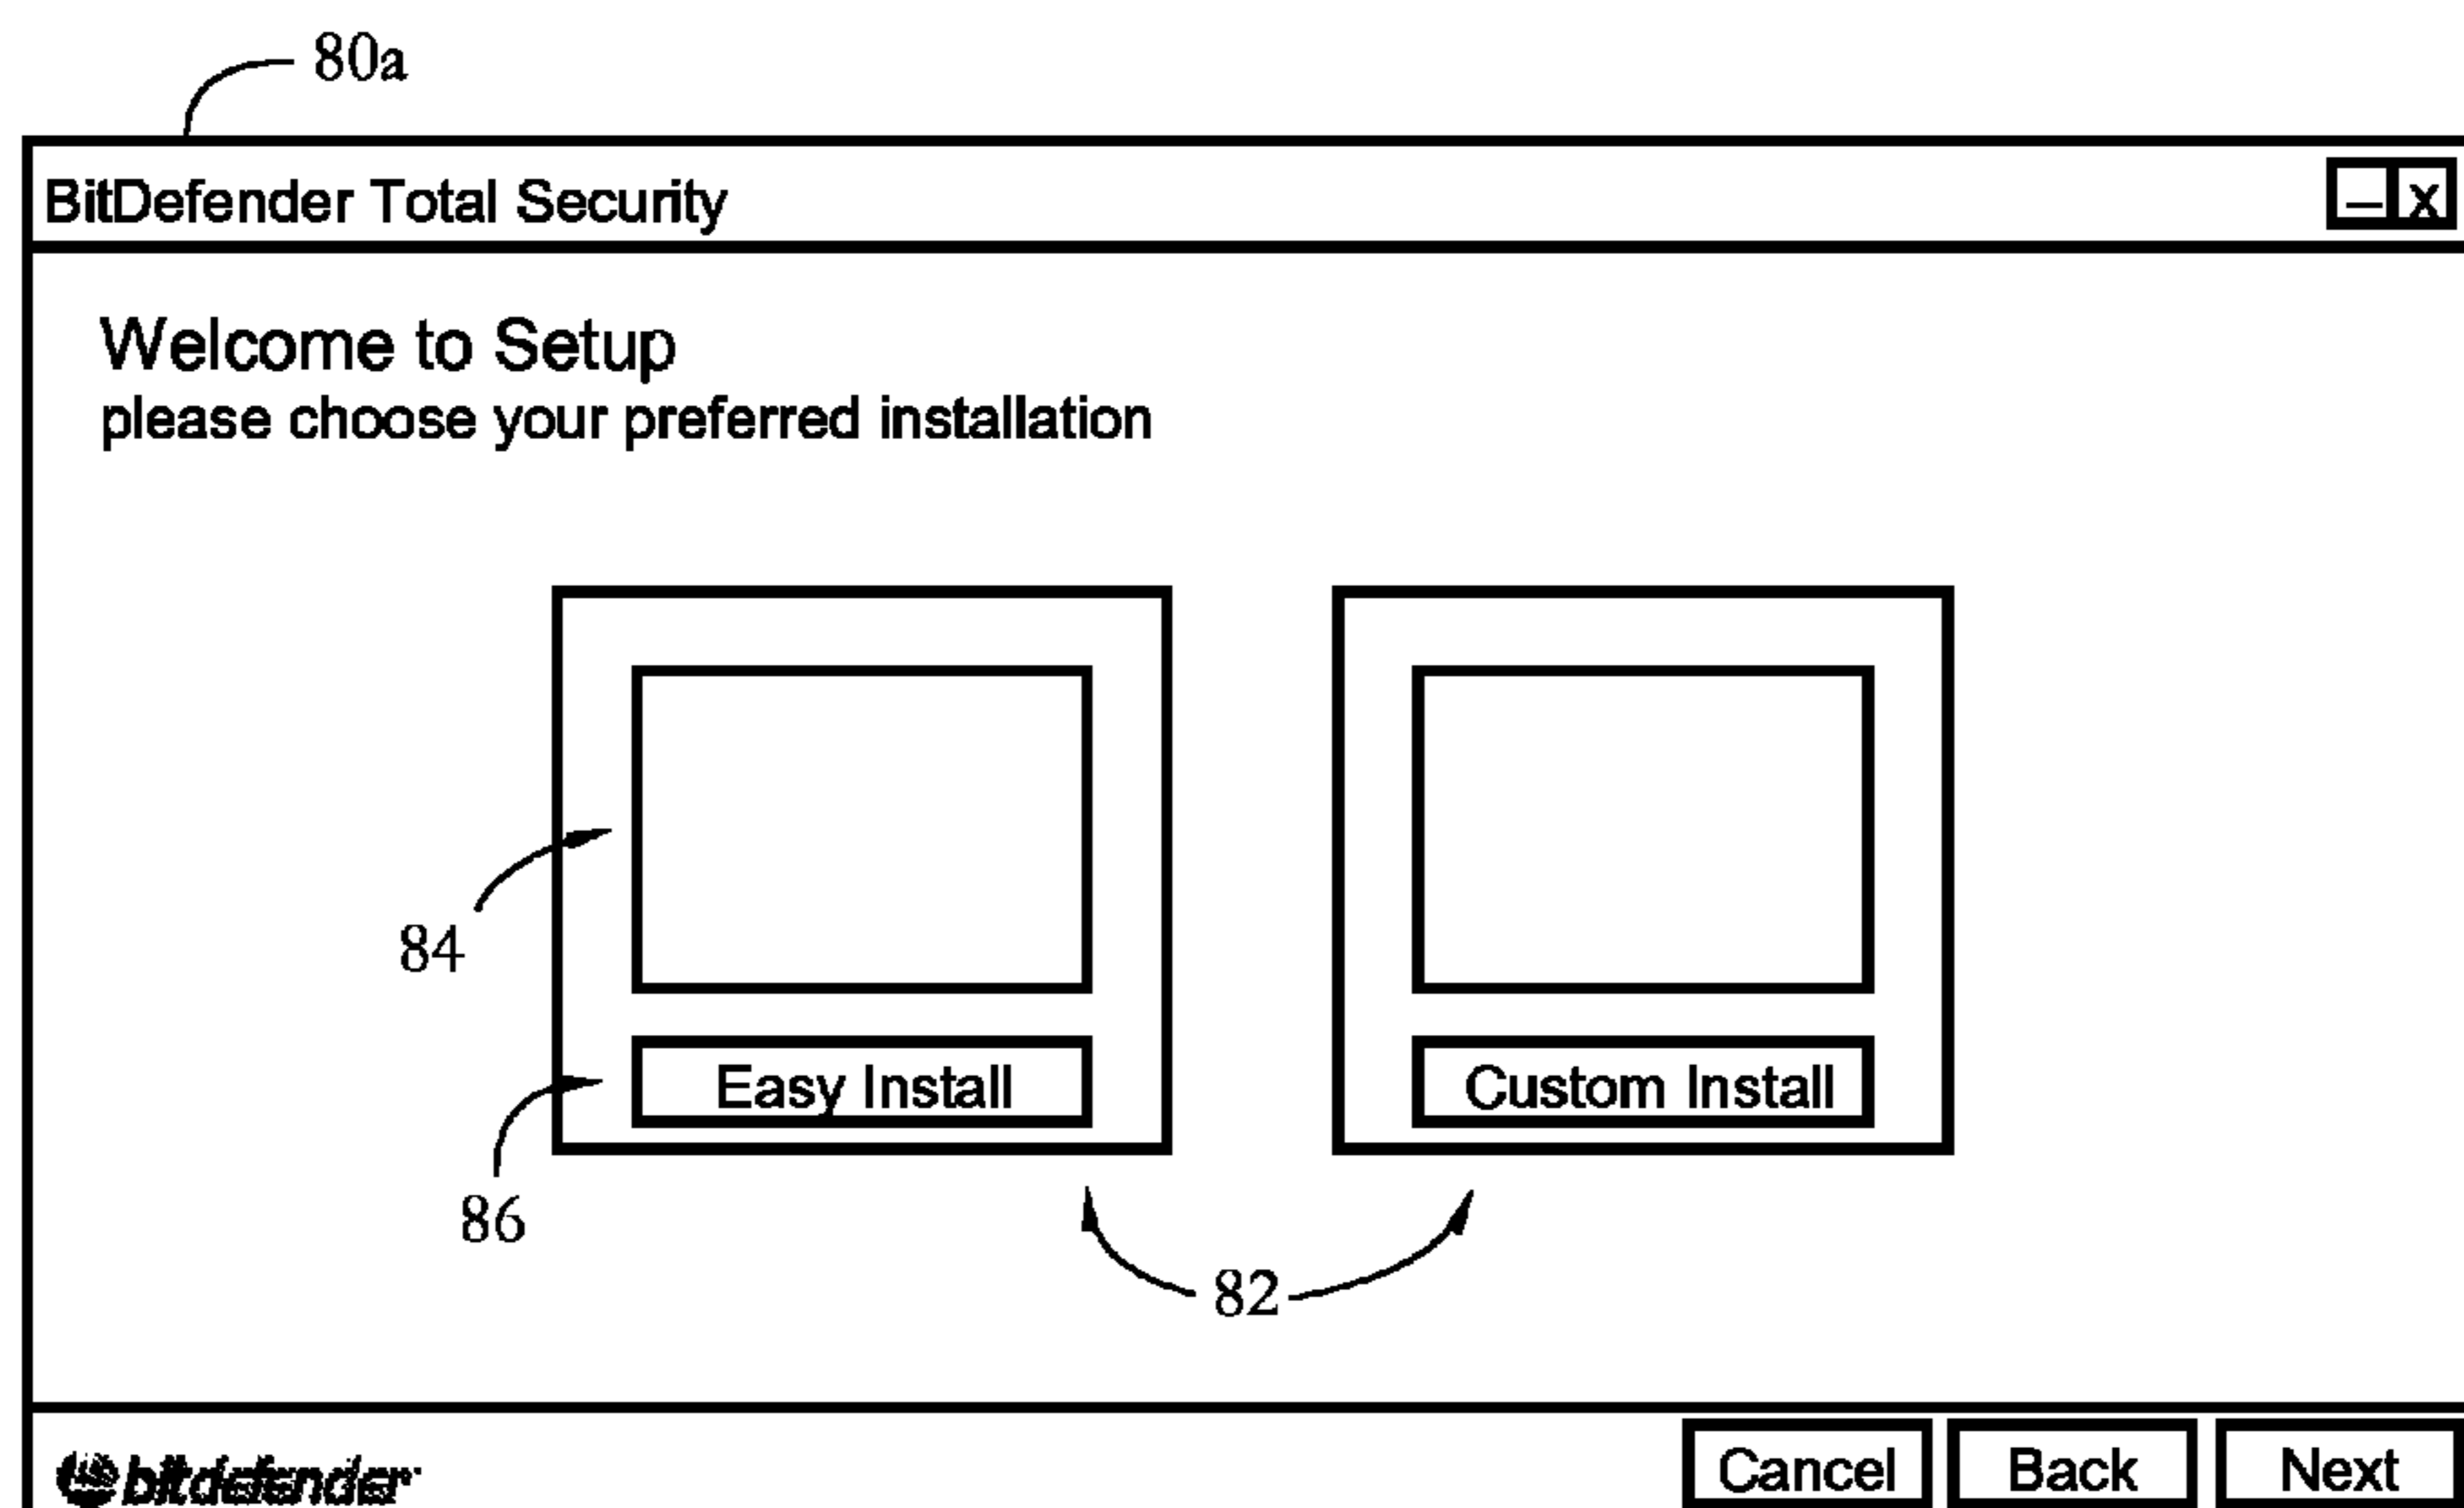 80a
BitDefender Total Security
_ x
Welcome to Setup
please choose your preferred installation
84
Easy Install
Custom Install
86
82
bitdefender
Cancel
Back
Next